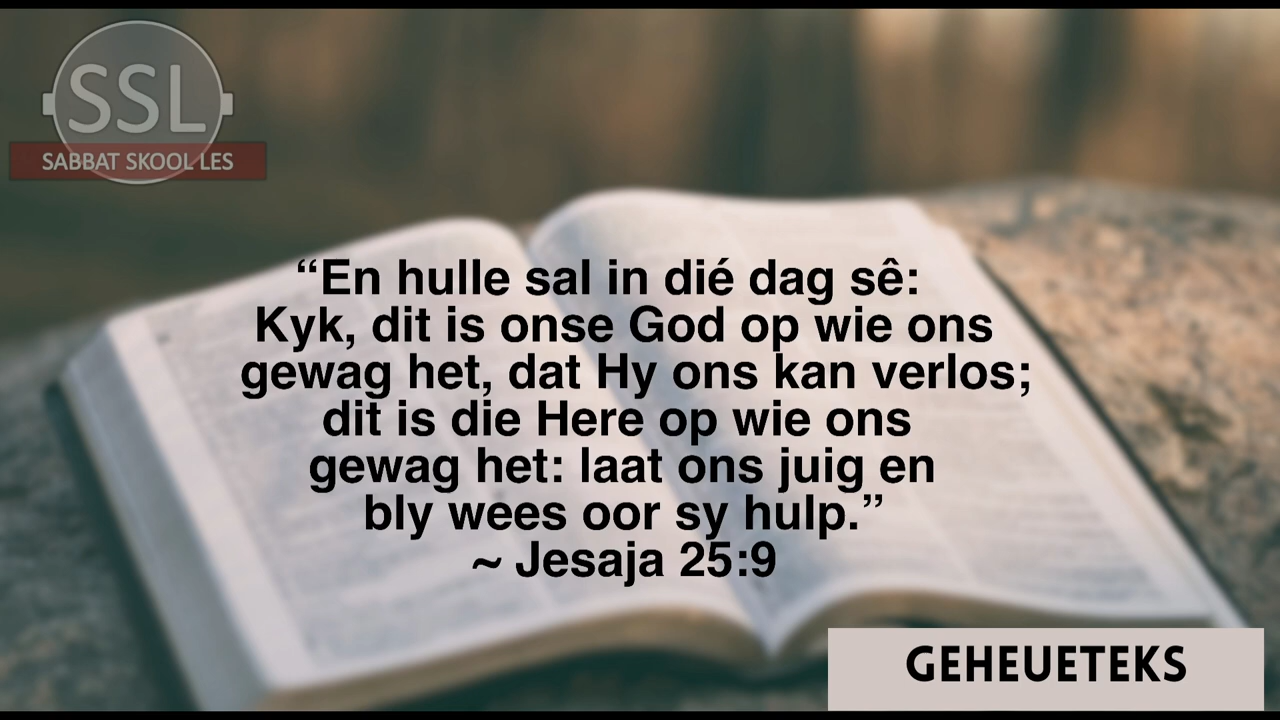 SSL
SABBAT SKOOL LES
“En hulle sal in dié dag sê:
Kyk, dit is onse God op wie ons
gewag het, dat Hy ons kan verlos;
dit is die Here op wie ons
gewag het: laat ons juig en
bly wees oor sy hulp.”
~ Jesaja 25:9
GEHEUETEKS